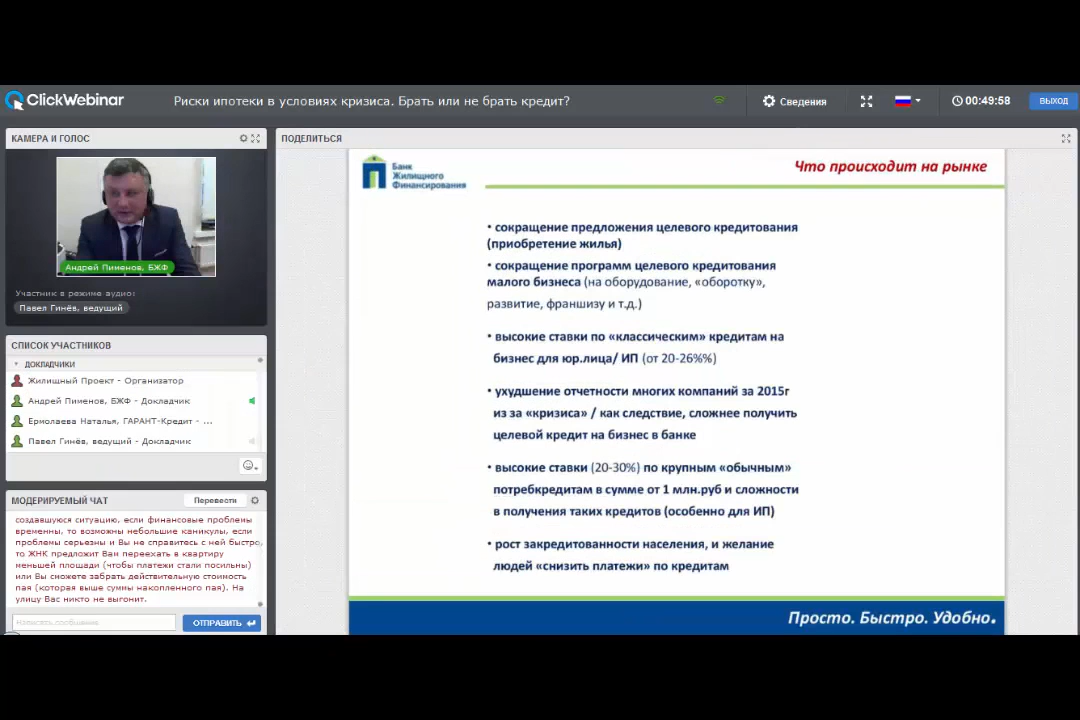 ClickWebinar
Риски ипотеки в условиях кризиса. Брать или не брать кредит?
Сведения
00:49:58
ВЫХОД
КАМЕРА И ГОЛОС
Андрей Пименов, БЖФ
Участник в режиме аудио:
Павел Гинёв, ведущий
СПИСОК УЧАСТНИКОВ
ДОКЛАДЧИКИ
Жилищный Проект - Организатор
Андрей Пименов, БЖФ - Докладчик
Ермолаева Наталья, ГАРАНТ-Кредит - ...
Павел Гинёв, ведущий - Докладчик
МОДЕРИРУЕМЫЙ ЧАТ
Перевести
создавшуюся ситуацию, если финансовые проблемы
временны, то возможны небольшие каникулы, если
проблемы серьезны и Вы не справитесь с ней быстро,
то ЖНК предложит Вам переехать в квартиру
меньшей площади (чтобы платежи стали посильны)
или Вы сможете забрать действительную стоимость
пая (которая выше суммы накопленного пая). На
улицу Вас никто не выгонит.
Написать сообщение
ОТПРАВИТЬ
ПОДЕЛИТЬСЯ
Банк
Жилищного
Финансирования
Что происходит на рынке
• сокращение предложения целевого кредитования
(приобретение жилья)
• сокращение программ целевого кредитования
малого бизнеса (на оборудование, «оборотку»,
развитие, франшизу и т.д.)
• высокие ставки по «классическим» кредитам на
бизнес для юр.лица/ ИП (от 20-26%%)
• ухудшение отчетности многих компаний за 2015г
из за «кризиса» / как следствие, сложнее получить
целевой кредит на бизнес в банке
• высокие ставки (20-30%) по крупным «обычным»
потребкредитам в сумме от 1 млн.руб и сложности
в получения таких кредитов (особенно для ИП)
• рост закредитованности населения, и желание
людей «снизить платежи» по кредитам
Просто. Быстро. Удобно.